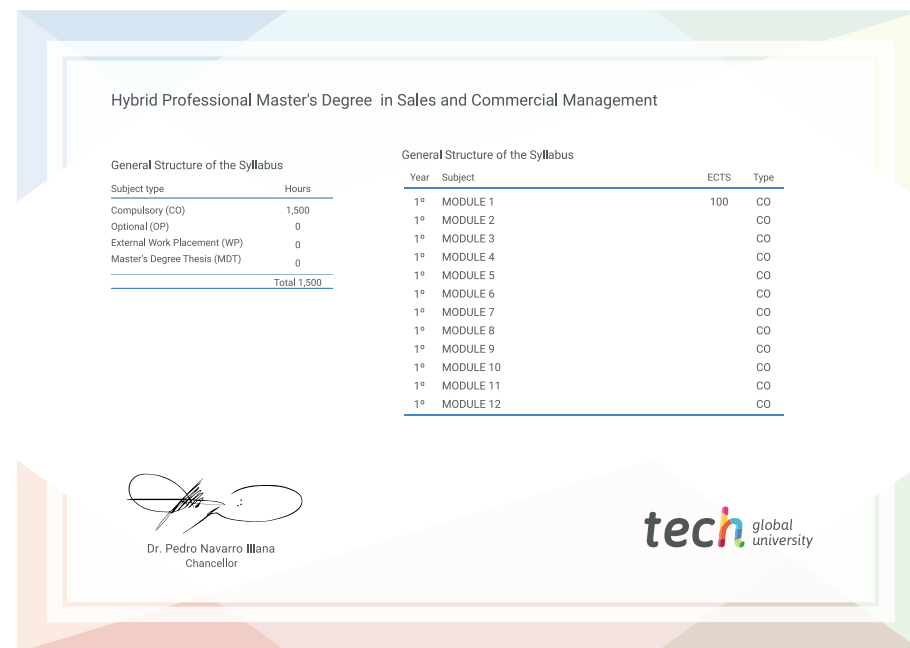 Hybrid Professional Master's Degree in Sales and Commercial Management
General Structure of the Syllabus
Subject type Hours
Compulsory (CO) 1,500
Optional (OP) 0
External Work Placement (WP) 0
Master's Degree Thesis (MDT) 0
Total 1,500
General Structure of the Syllabus
Year Subject ECTS Type
1º MODULE 1 100 CO
1º MODULE 2 CO
1º MODULE 3 CO
1º MODULE 4 CO
1º MODULE 5 CO
1º MODULE 6 CO
1º MODULE 7 CO
1º MODULE 8 CO
1º MODULE 9 CO
1º MODULE 10 CO
1º MODULE 11 CO
1º MODULE 12 CO
Dr. Pedro Navarro Illana
Chancellor
tech global
university